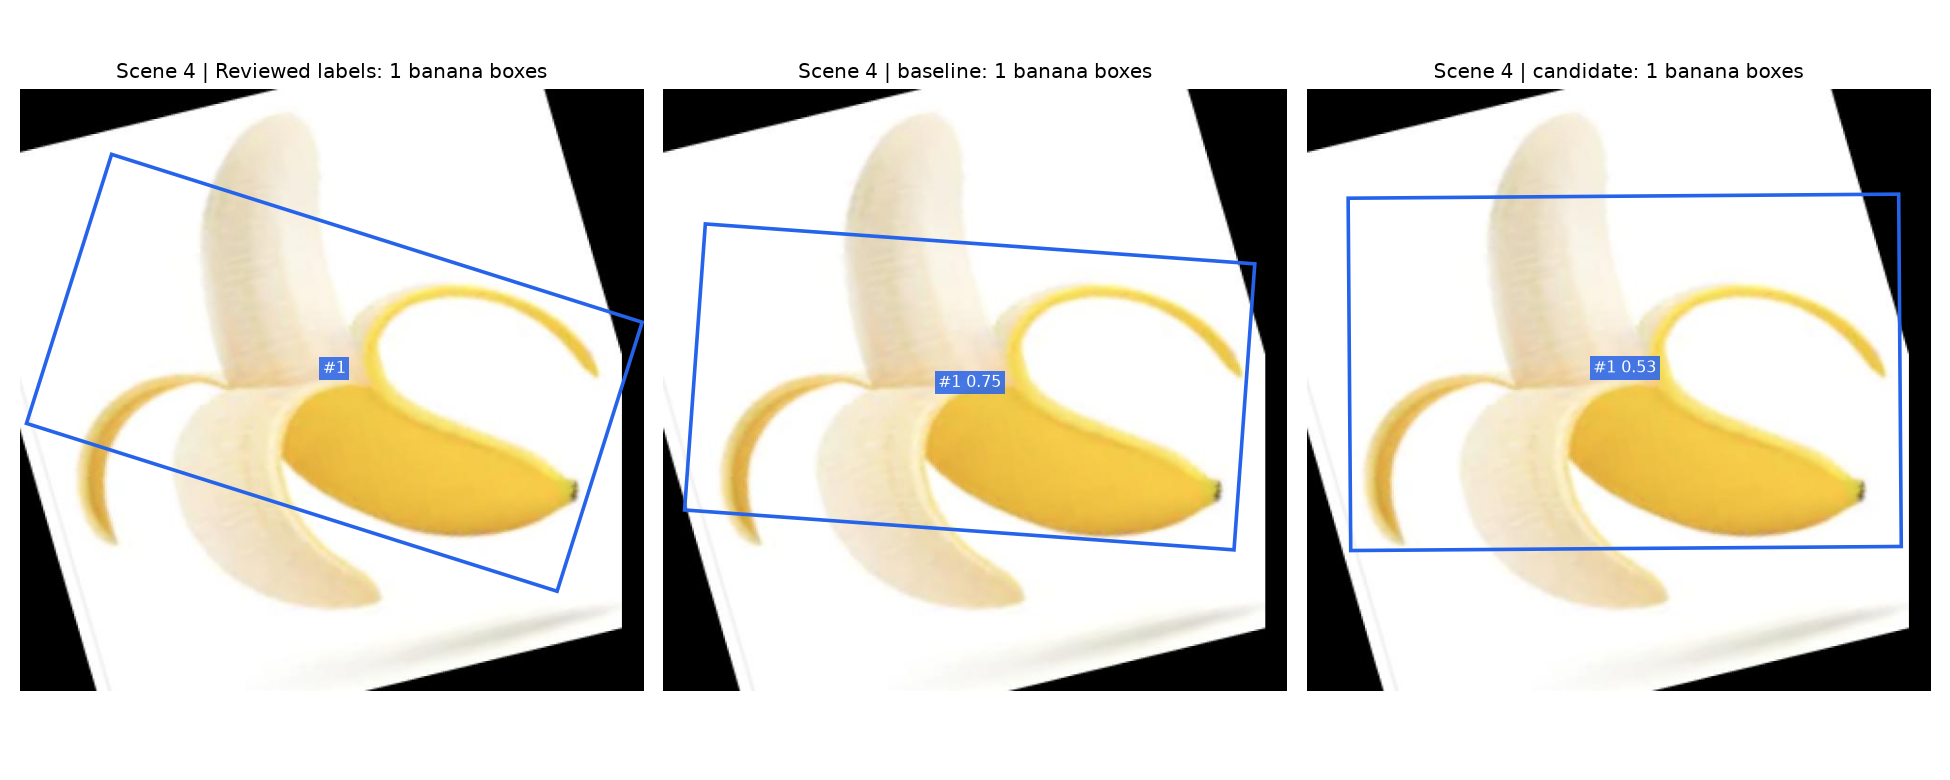 Scene 4 | Reviewed labels: 1 banana boxes
#1
Scene 4 | baseline: 1 banana boxes
#1 0.75
Scene 4 | candidate: 1 banana boxes
#1 0.53